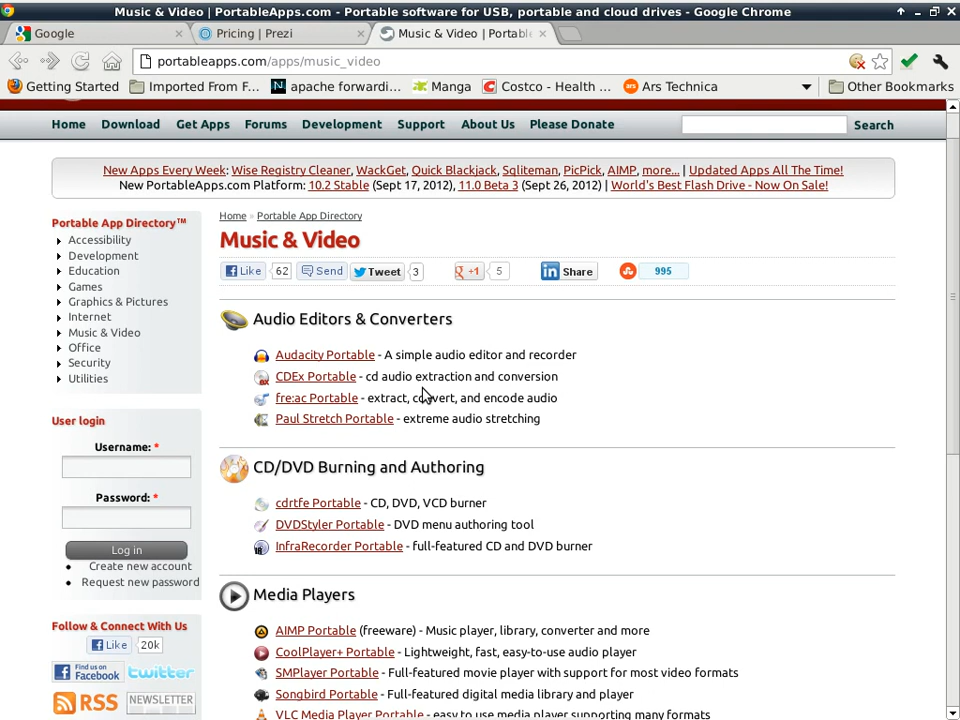 Music & Video | PortableApps.com - Portable software for USB, portable and cloud drives - Google Chrome
Google
Pricing | Prezi
Music & Video | Portabl
portableapps.com/apps/music_video
Getting Started
Imported From F...
apache forwardi...
Manga
Costco - Health ...
Ars Technica
Other Bookmarks
Home Download Get Apps Forums Development Support About Us Please Donate Search
New Apps Every Week: Wise Registry Cleaner, WackGet, Quick Blackjack, Sqliteman, PicPick, AIMP, more... | Updated Apps All The Time!
New PortableApps.com Platform: 10.2 Stable (Sept 17, 2012), 11.0 Beta 3 (Sept 26, 2012) | World's Best Flash Drive - Now On Sale!
Portable App Directory™
Accessibility
Development
Education
Games
Graphics & Pictures
Internet
Music & Video
Office
Security
Utilities
User login
Username: *
Password: *
Log in
Create new account
Request new password
Follow & Connect With Us
Like 20k
Find us on Facebook
twitter
RSS
NEWSLETTER
Home » Portable App Directory
Music & Video
Like 62 Send Tweet 3 +1 5 Share 995
Audio Editors & Converters
Audacity Portable - A simple audio editor and recorder
CDEx Portable - cd audio extraction and conversion
fre:ac Portable - extract, convert, and encode audio
Paul Stretch Portable - extreme audio stretching
CD/DVD Burning and Authoring
cdrtfe Portable - CD, DVD, VCD burner
DVDStyler Portable - DVD menu authoring tool
InfraRecorder Portable - full-featured CD and DVD burner
Media Players
AIMP Portable (freeware) - Music player, library, converter and more
CoolPlayer+ Portable - Lightweight, fast, easy-to-use audio player
SMPlayer Portable - Full-featured movie player with support for most video formats
Songbird Portable - Full-featured digital media library and player
VLC Media Player Portable - easy to use media player supporting many formats